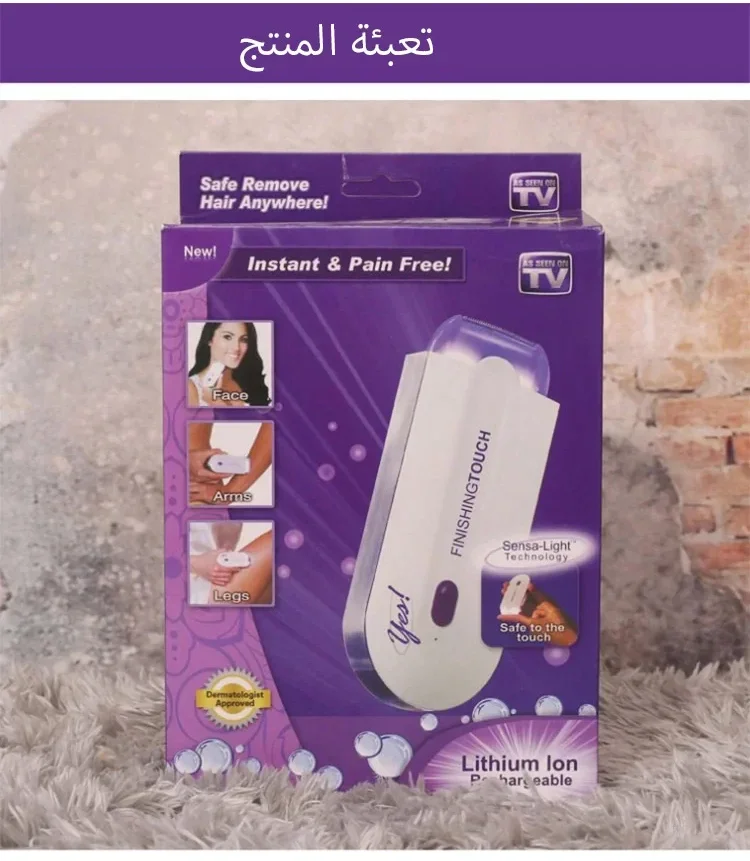 تعبئة المنتج
Safe Remove
Hair Anywhere!
AS SEEN ON
TV
New!
Instant & Pain Free!
AS SEEN ON
TV
Face
Arms
Legs
FINISHINGTOUCH
Yes!
Sensa-Light™
Technology
Safe to the
touch
Dermatologist
Approved
Lithium Ion
Rechargeable